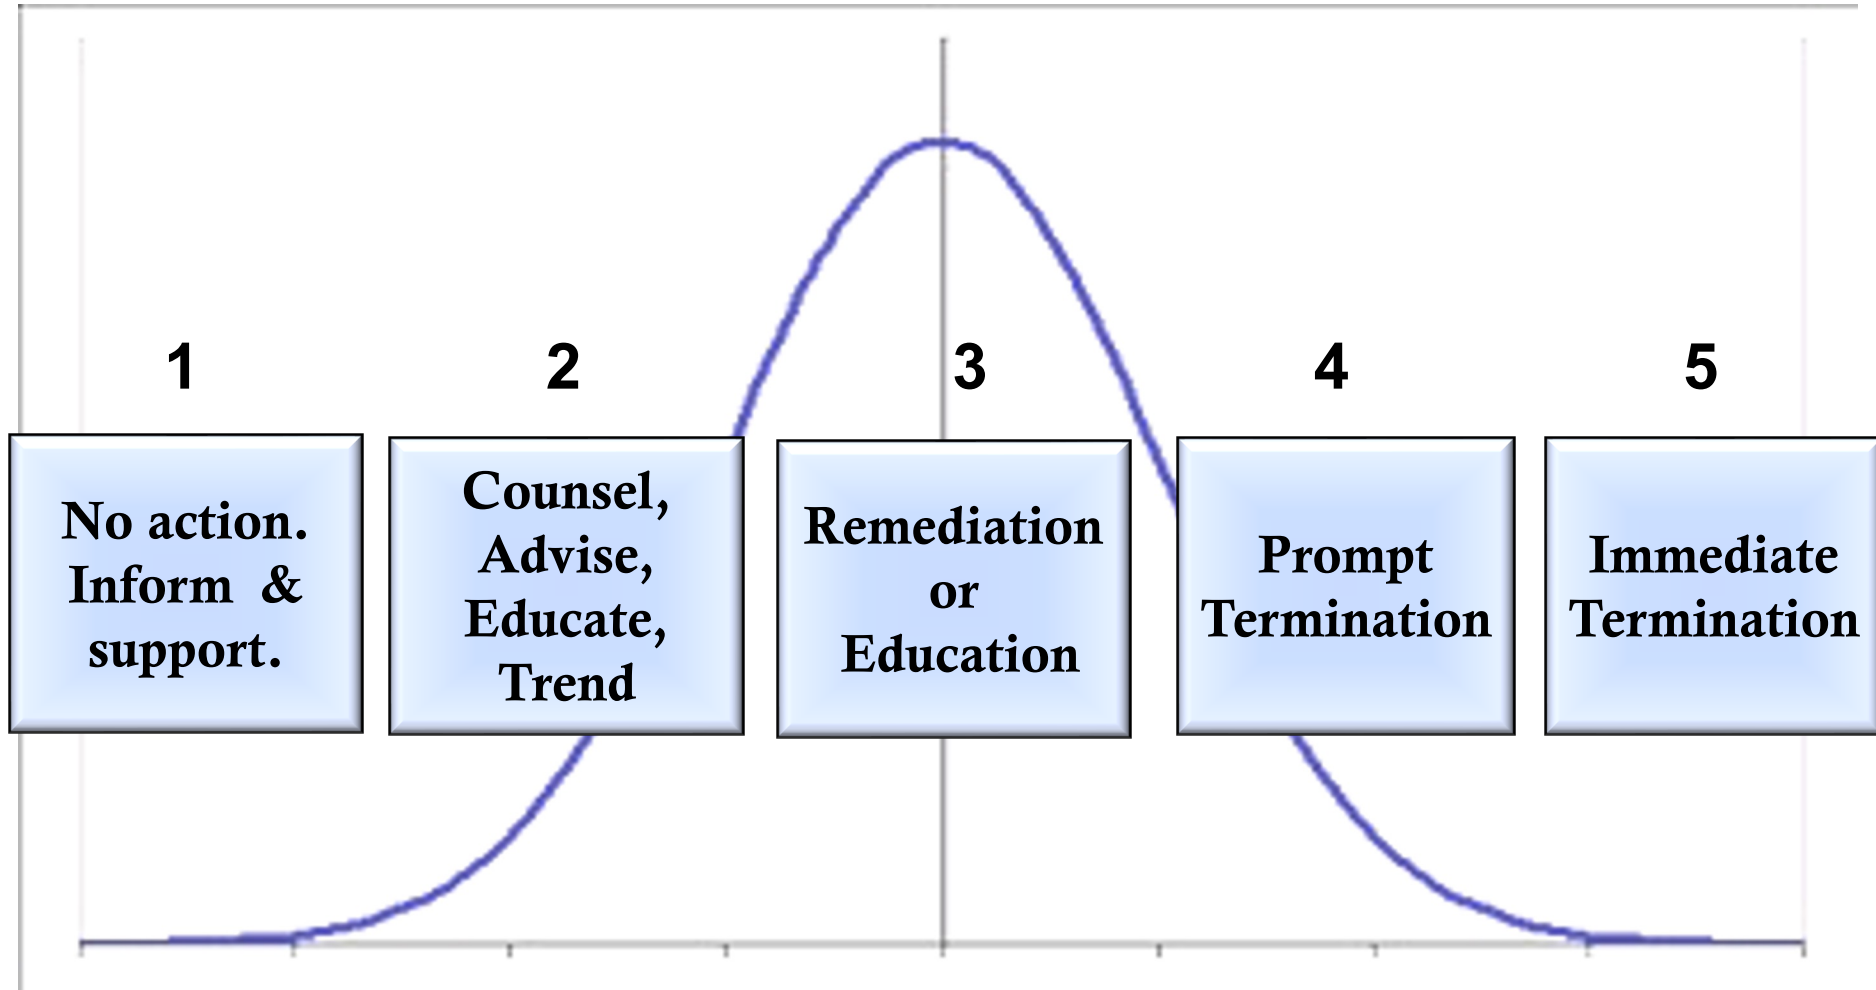 1
2
3
4
5
No action.
Inform & 
support.
Counsel,
Advise,
Educate,
Trend
Remediation
or
Education
Prompt
Termination
Immediate
Termination